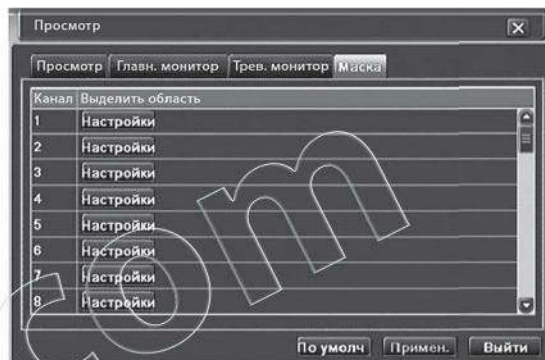 Просмотр
Просмотр Главн. монитор Трев. монитор Маска
Канал Выделить область
1 Настройки
2 Настройки
3 Настройки
4 Настройки
5 Настройки
6 Настройки
7 Настройки
8 Настройки
com
По умолч Примен. Выйти